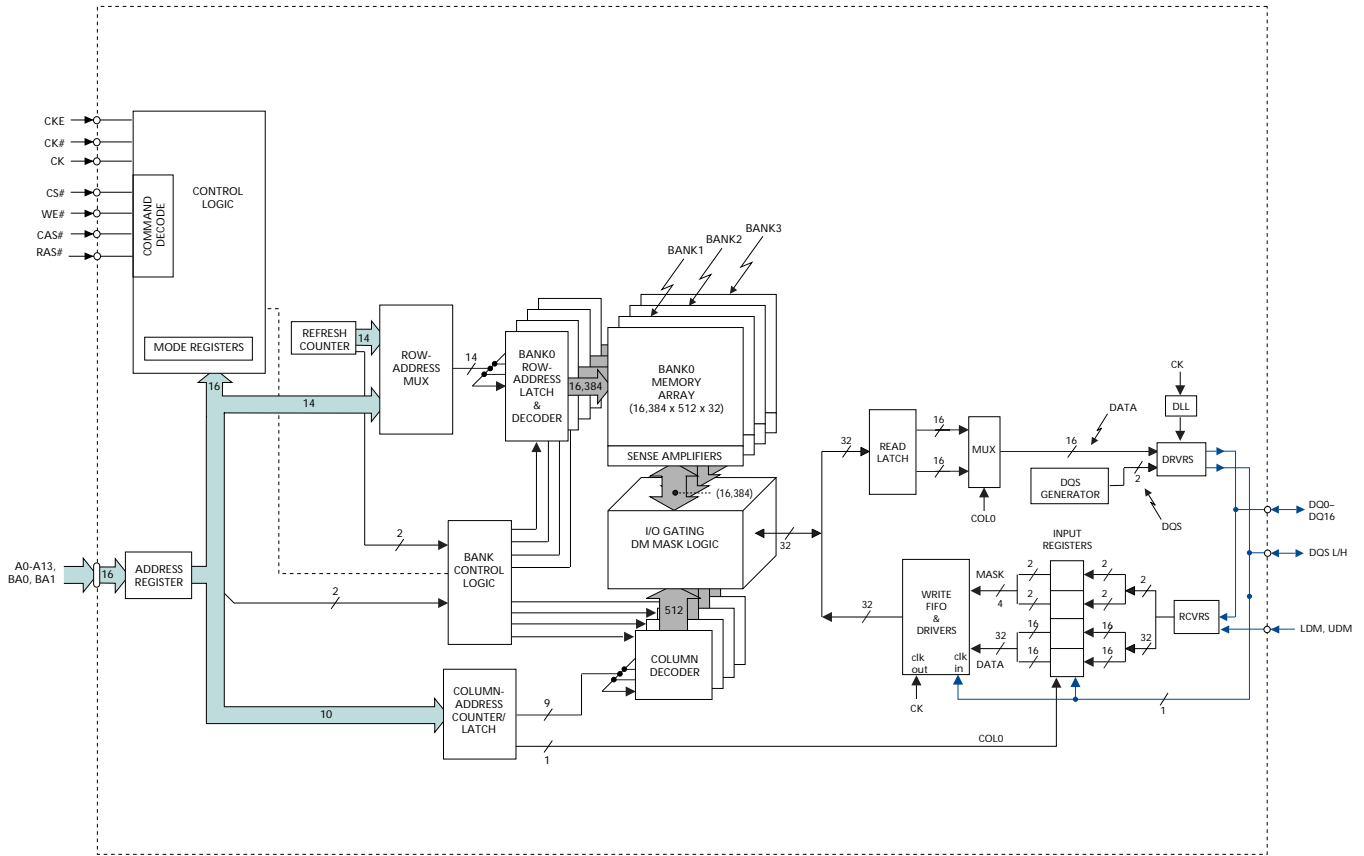 CKE
CK#
CK
CS#
WE#
CAS#
RAS#
COMMAND
DECODE
CONTROL
LOGIC
MODE REGISTERS
16
14
REFRESH
COUNTER
14
ROW-
ADDRESS
MUX
14
BANK0
ROW-
ADDRESS
LATCH
&
DECODER
16,384
BANK1
BANK2
BANK3
BANK0
MEMORY
ARRAY
(16,384 x 512 x 32)
SENSE AMPLIFIERS
(16,384)
I/O GATING
DM MASK LOGIC
32
512
COLUMN
DECODER
A0-A13,
BA0, BA1
16
ADDRESS
REGISTER
2
2
BANK
CONTROL
LOGIC
10
COLUMN-
ADDRESS
COUNTER/
LATCH
9
1
COL0
32
READ
LATCH
16
16
MUX
COL0
16
DATA
DQS
GENERATOR
2
DQS
CK
DLL
DRVRS
DQ0–
DQ16
DQS L/H
LDM, UDM
32
WRITE
FIFO
&
DRIVERS
clk
out
clk
in
CK
MASK
4
32
DATA
INPUT
REGISTERS
2
2
16
16
2
2
16
16
2
32
RCVRS
1